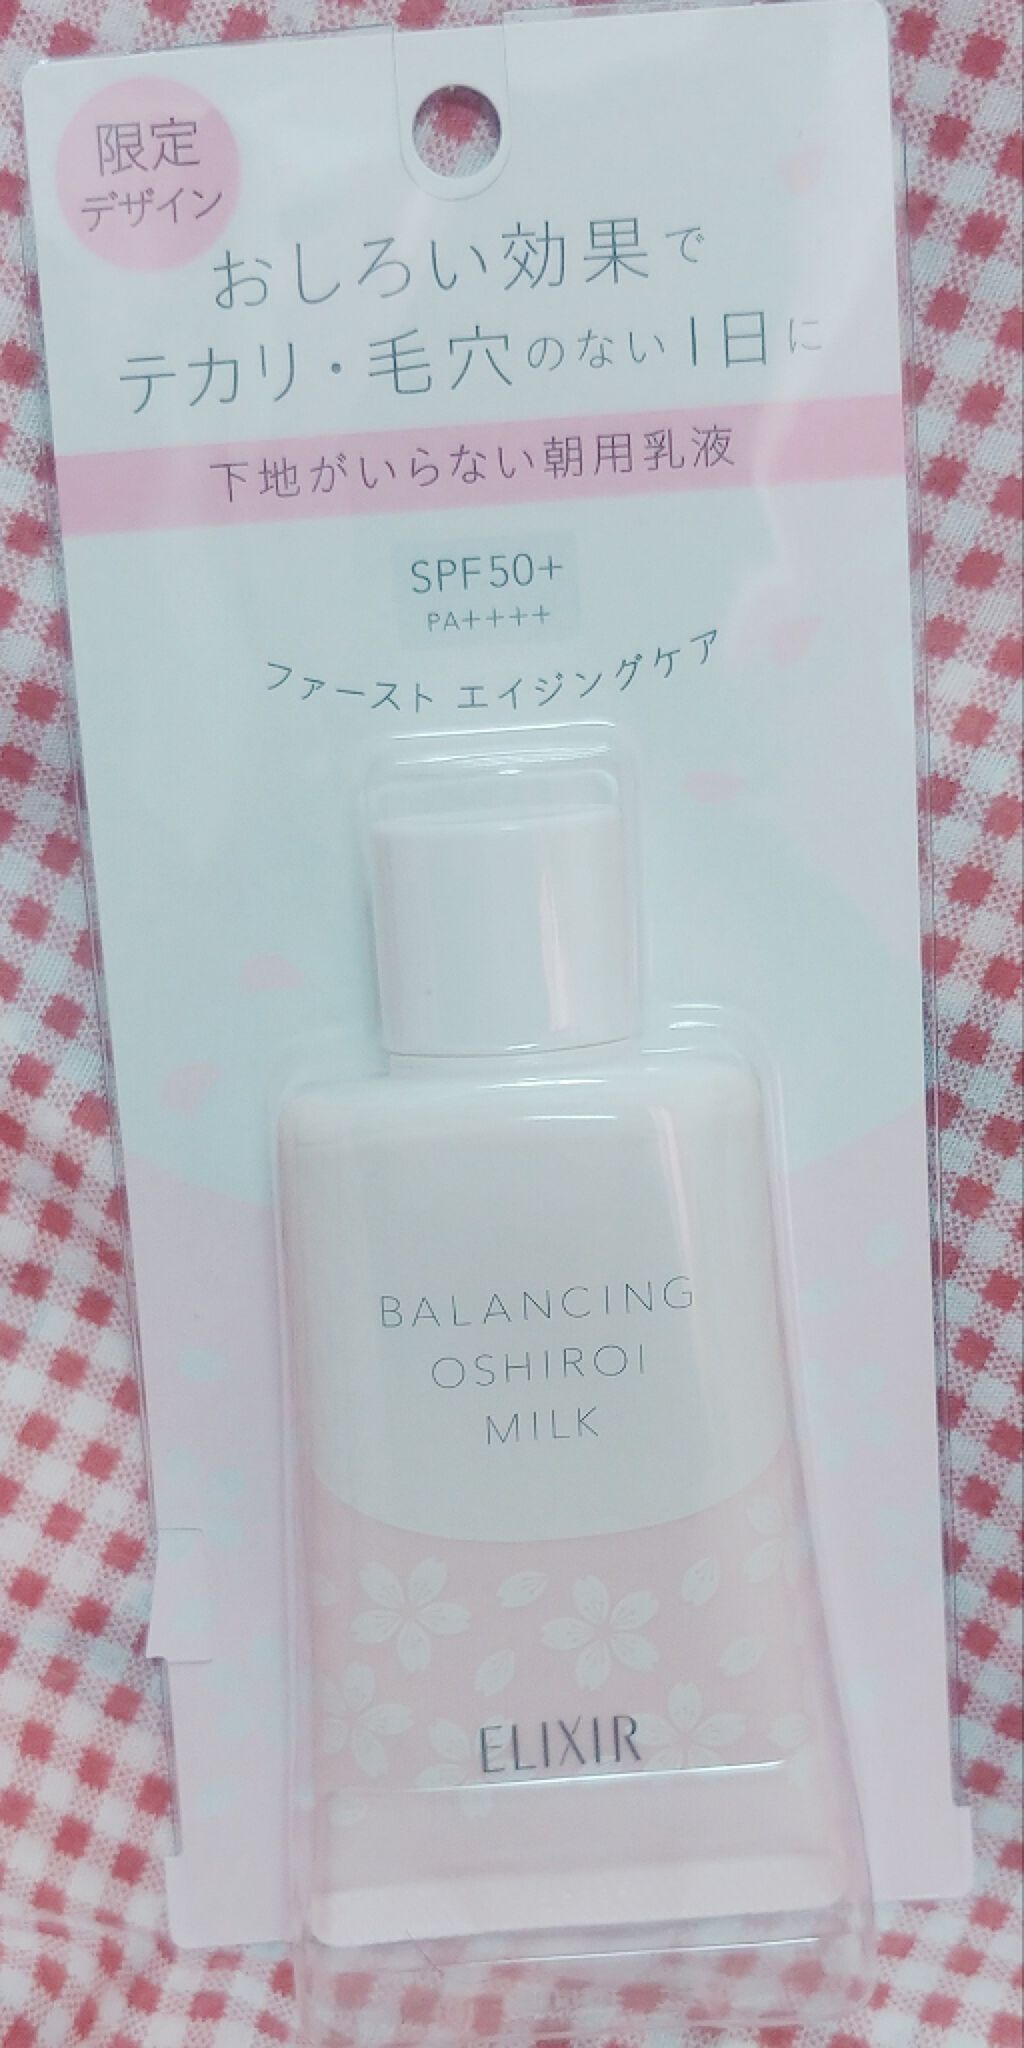 限定
デザイン
おしろい効果で
テカリ・毛穴のない1日に
下地がいらない朝用乳液
SPF50+
PA++++
ファースト エイジングケア
BALANCING
OSHIROI
MILK
ELIXIR